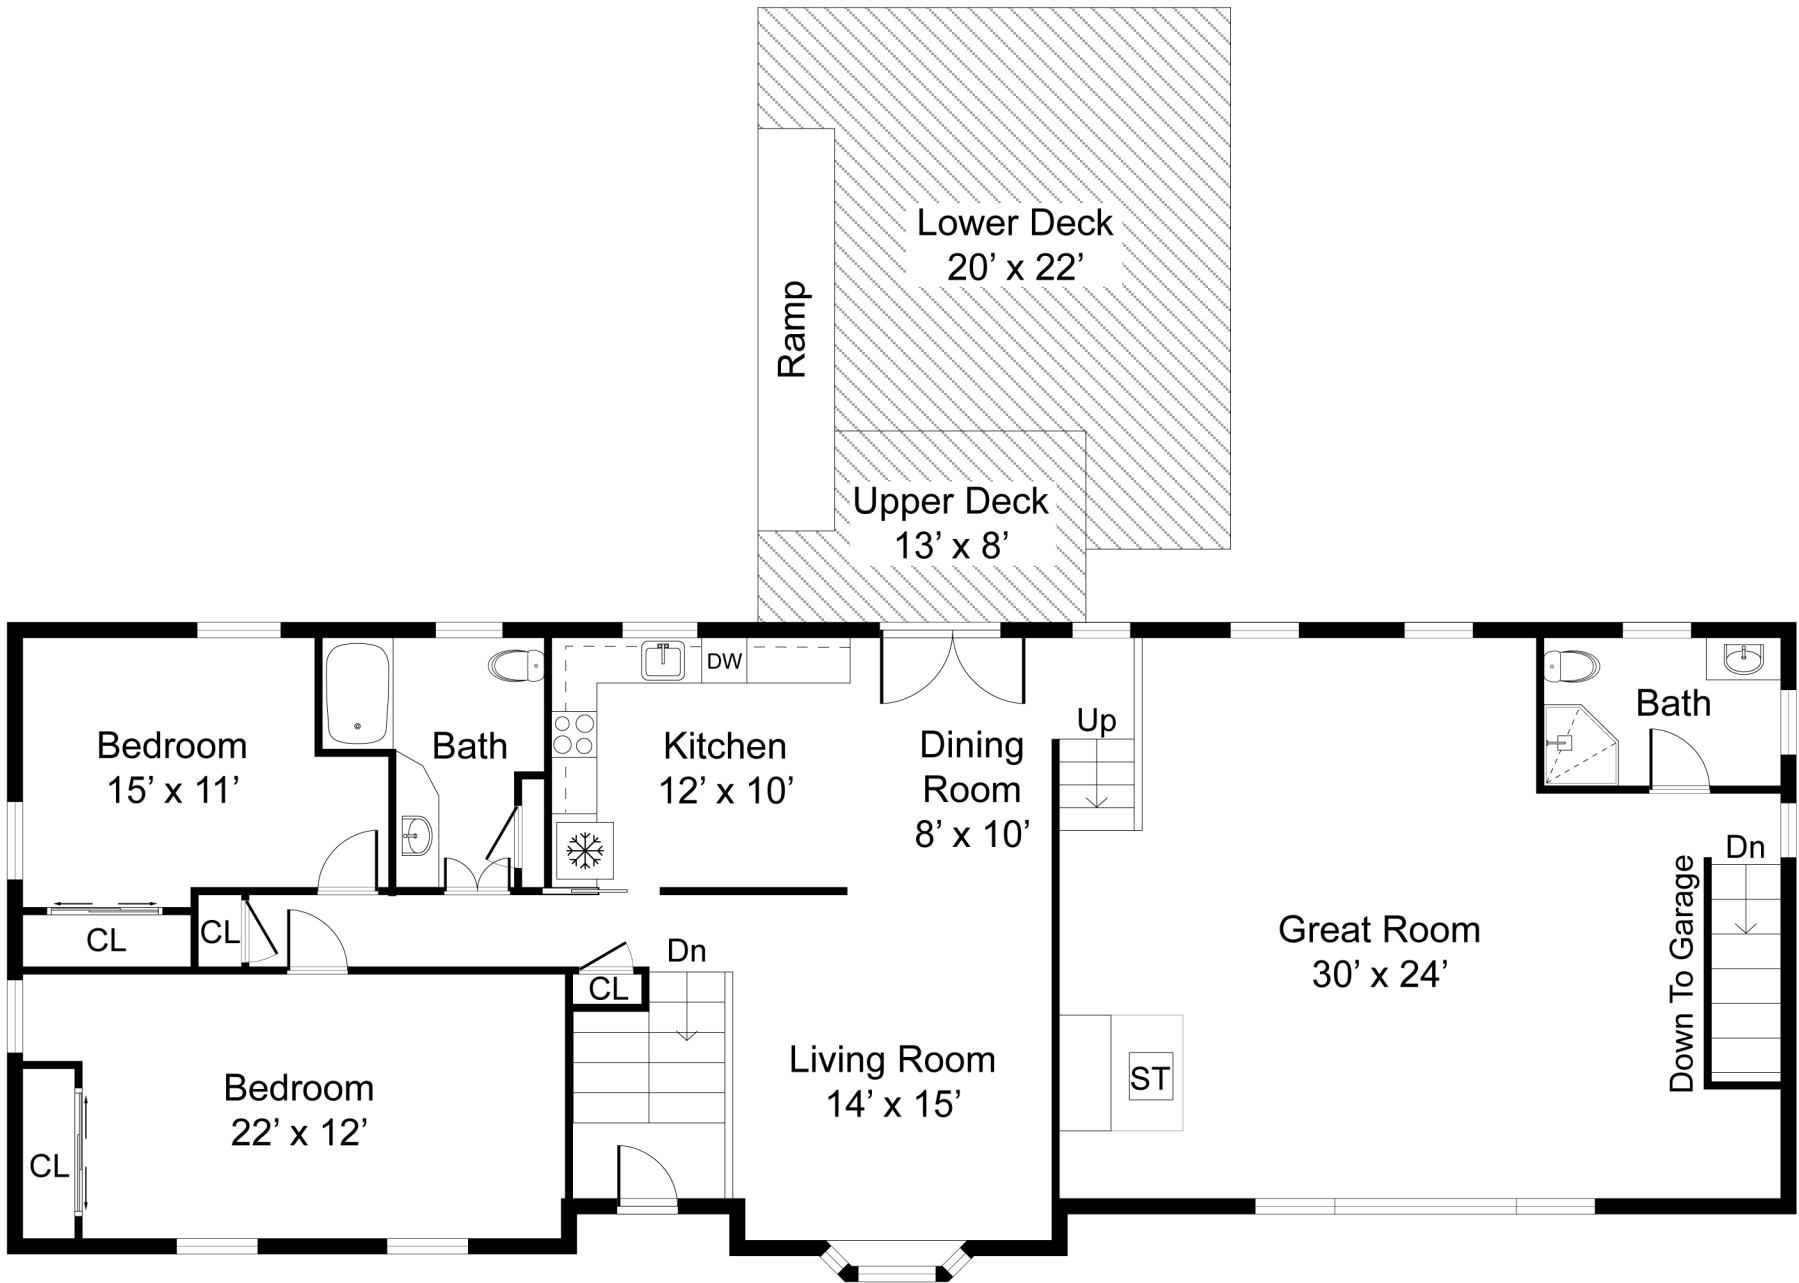 Lower Deck
20’ x 22’
Ramp
Upper Deck
13’ x 8’
DW
Bedroom
15’ x 11’
Bath
Kitchen
12’ x 10’
Dining
Room
8’ x 10’
Up
Bath
Dn
Down To Garage
CL
CL
Dn
CL
Great Room
30’ x 24’
Living Room
14’ x 15’
ST
Bedroom
22’ x 12’
CL